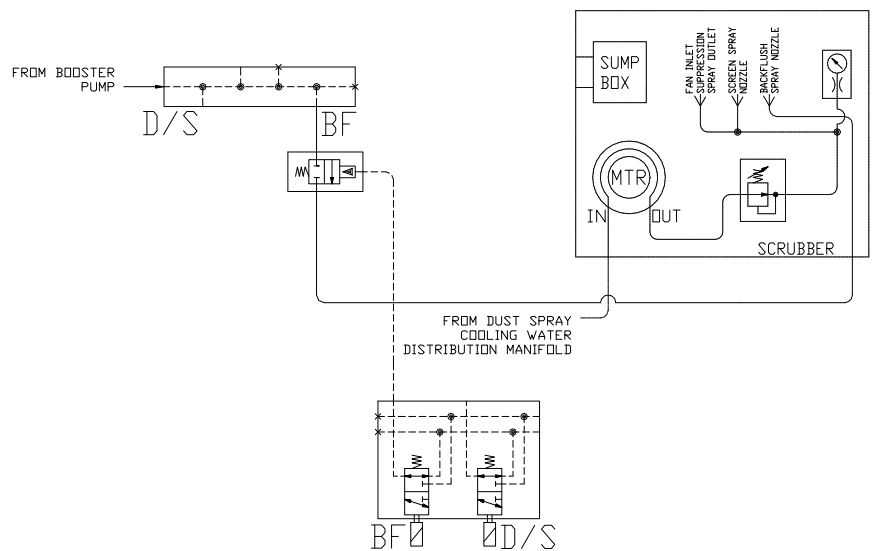 FROM BOOSTER
PUMP
D/S
BF
SUMP
BOX
FAN INLET
SUPPRESSION
SPRAY OUTLET
SCREEN SPRAY
NOZZLE
BACKFLUSH
SPRAY NOZZLE
MTR
IN
OUT
SCRUBBER
FROM DUST SPRAY
COOLING WATER
DISTRIBUTION MANIFOLD
BF
D/S